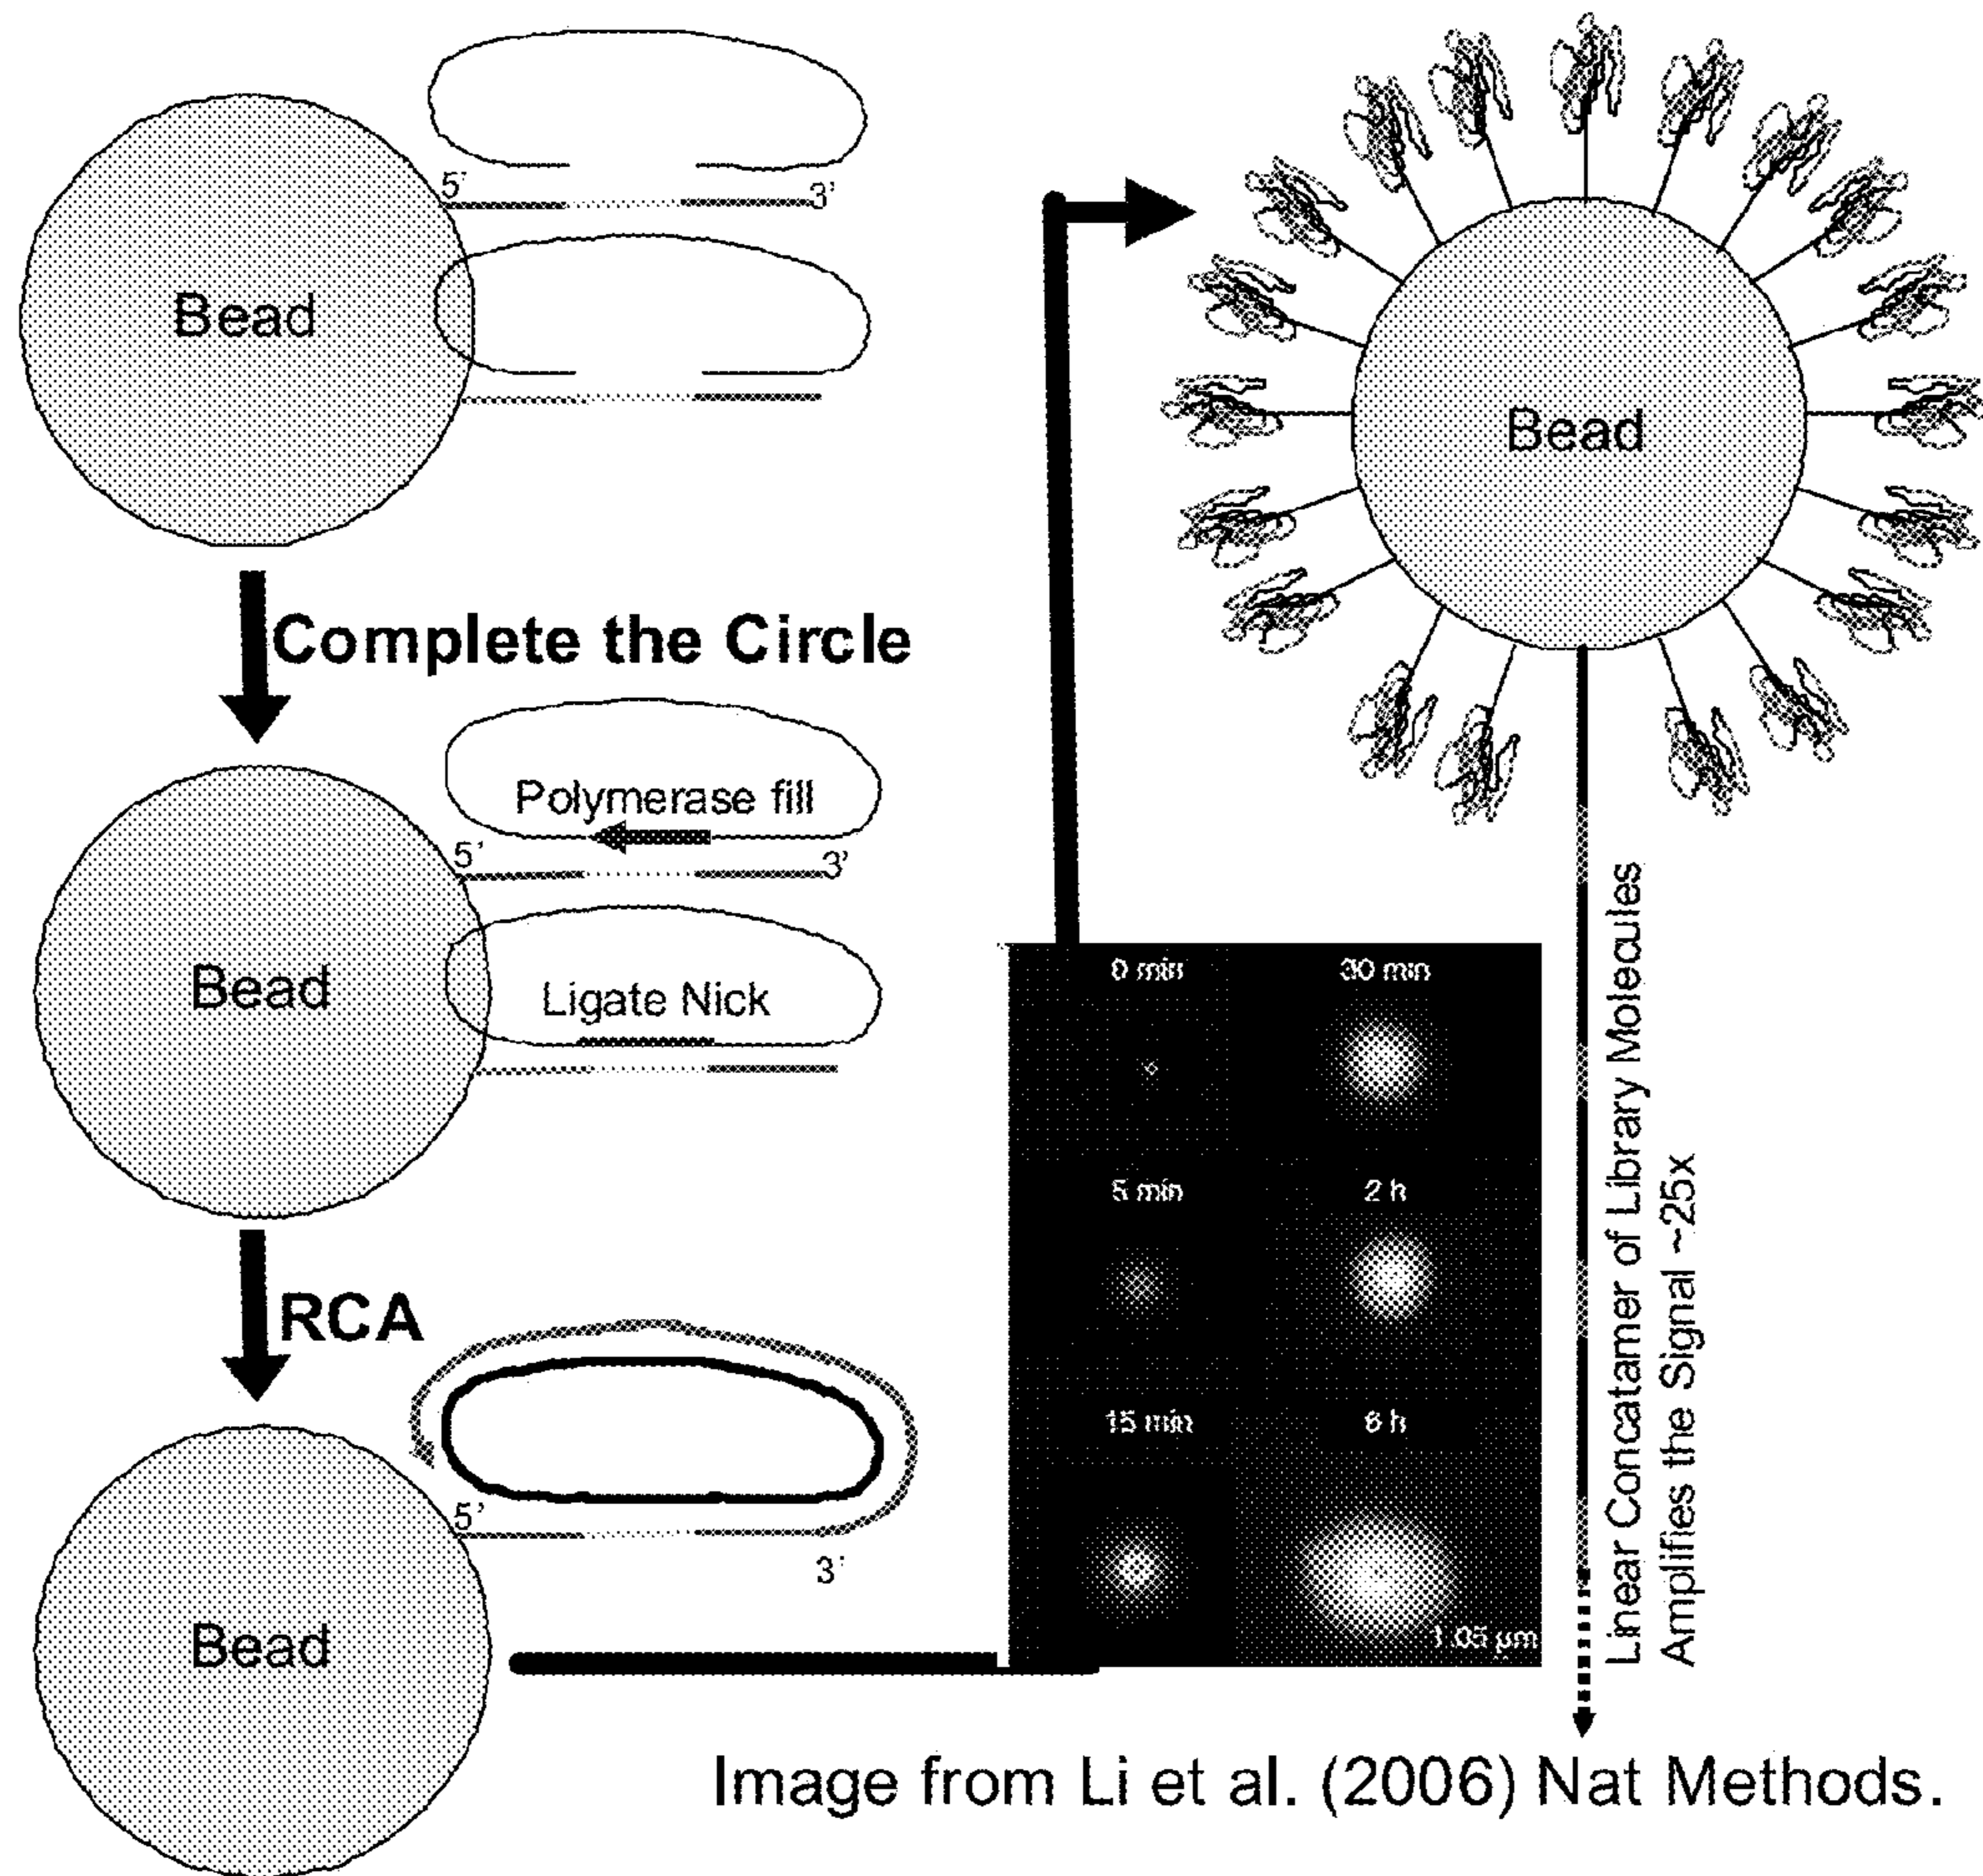 5'
3'
Bead
Complete the Circle
Polymerase fill
5'
3'
Bead
Ligate Nick
RCA
5'
3'
Bead
0 min
30 min
5 min
2 h
15 min
6 h
1.05 µm
Bead
Linear Concatamer of Library Molecules
Amplifies the Signal ~25x
Image from Li et al. (2006) Nat Methods.